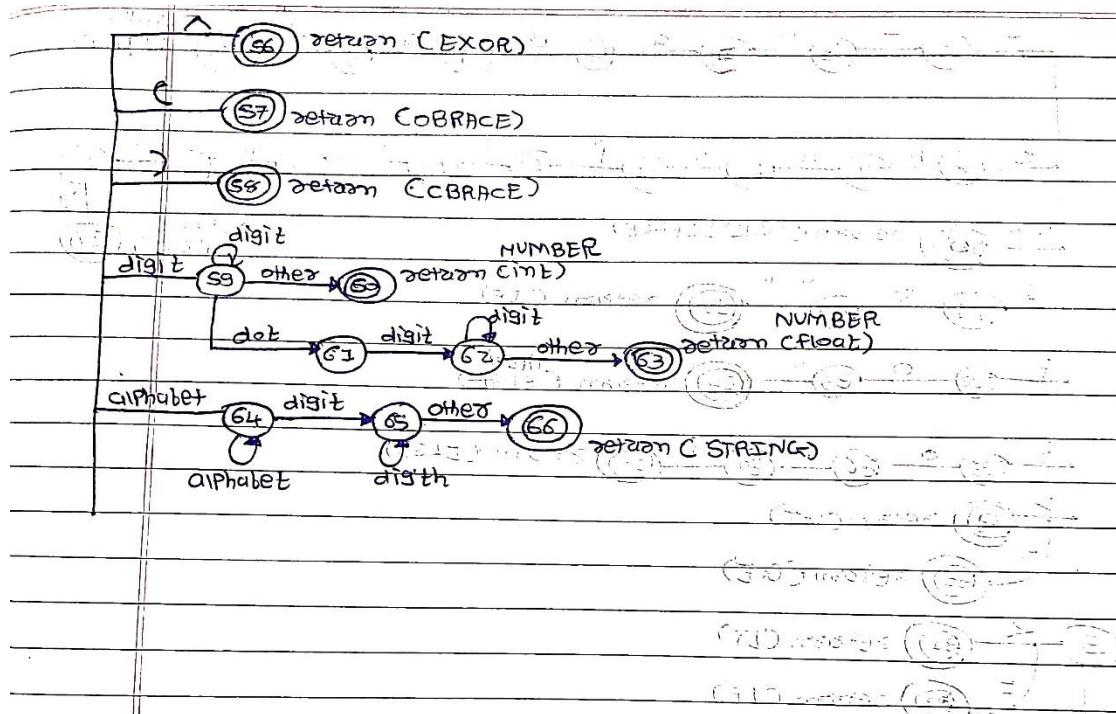 ^
56 return (EXOR)
(
57 return (OBRACE)
)
58 return (CBRACE)
digit
NUMBER
digit 59 other 60 return (int)
digit
NUMBER
dot 61 digit 62 other 63 return (float)
alphabet 64 digit 65 other 66
return ( STRING)
alphabet digith